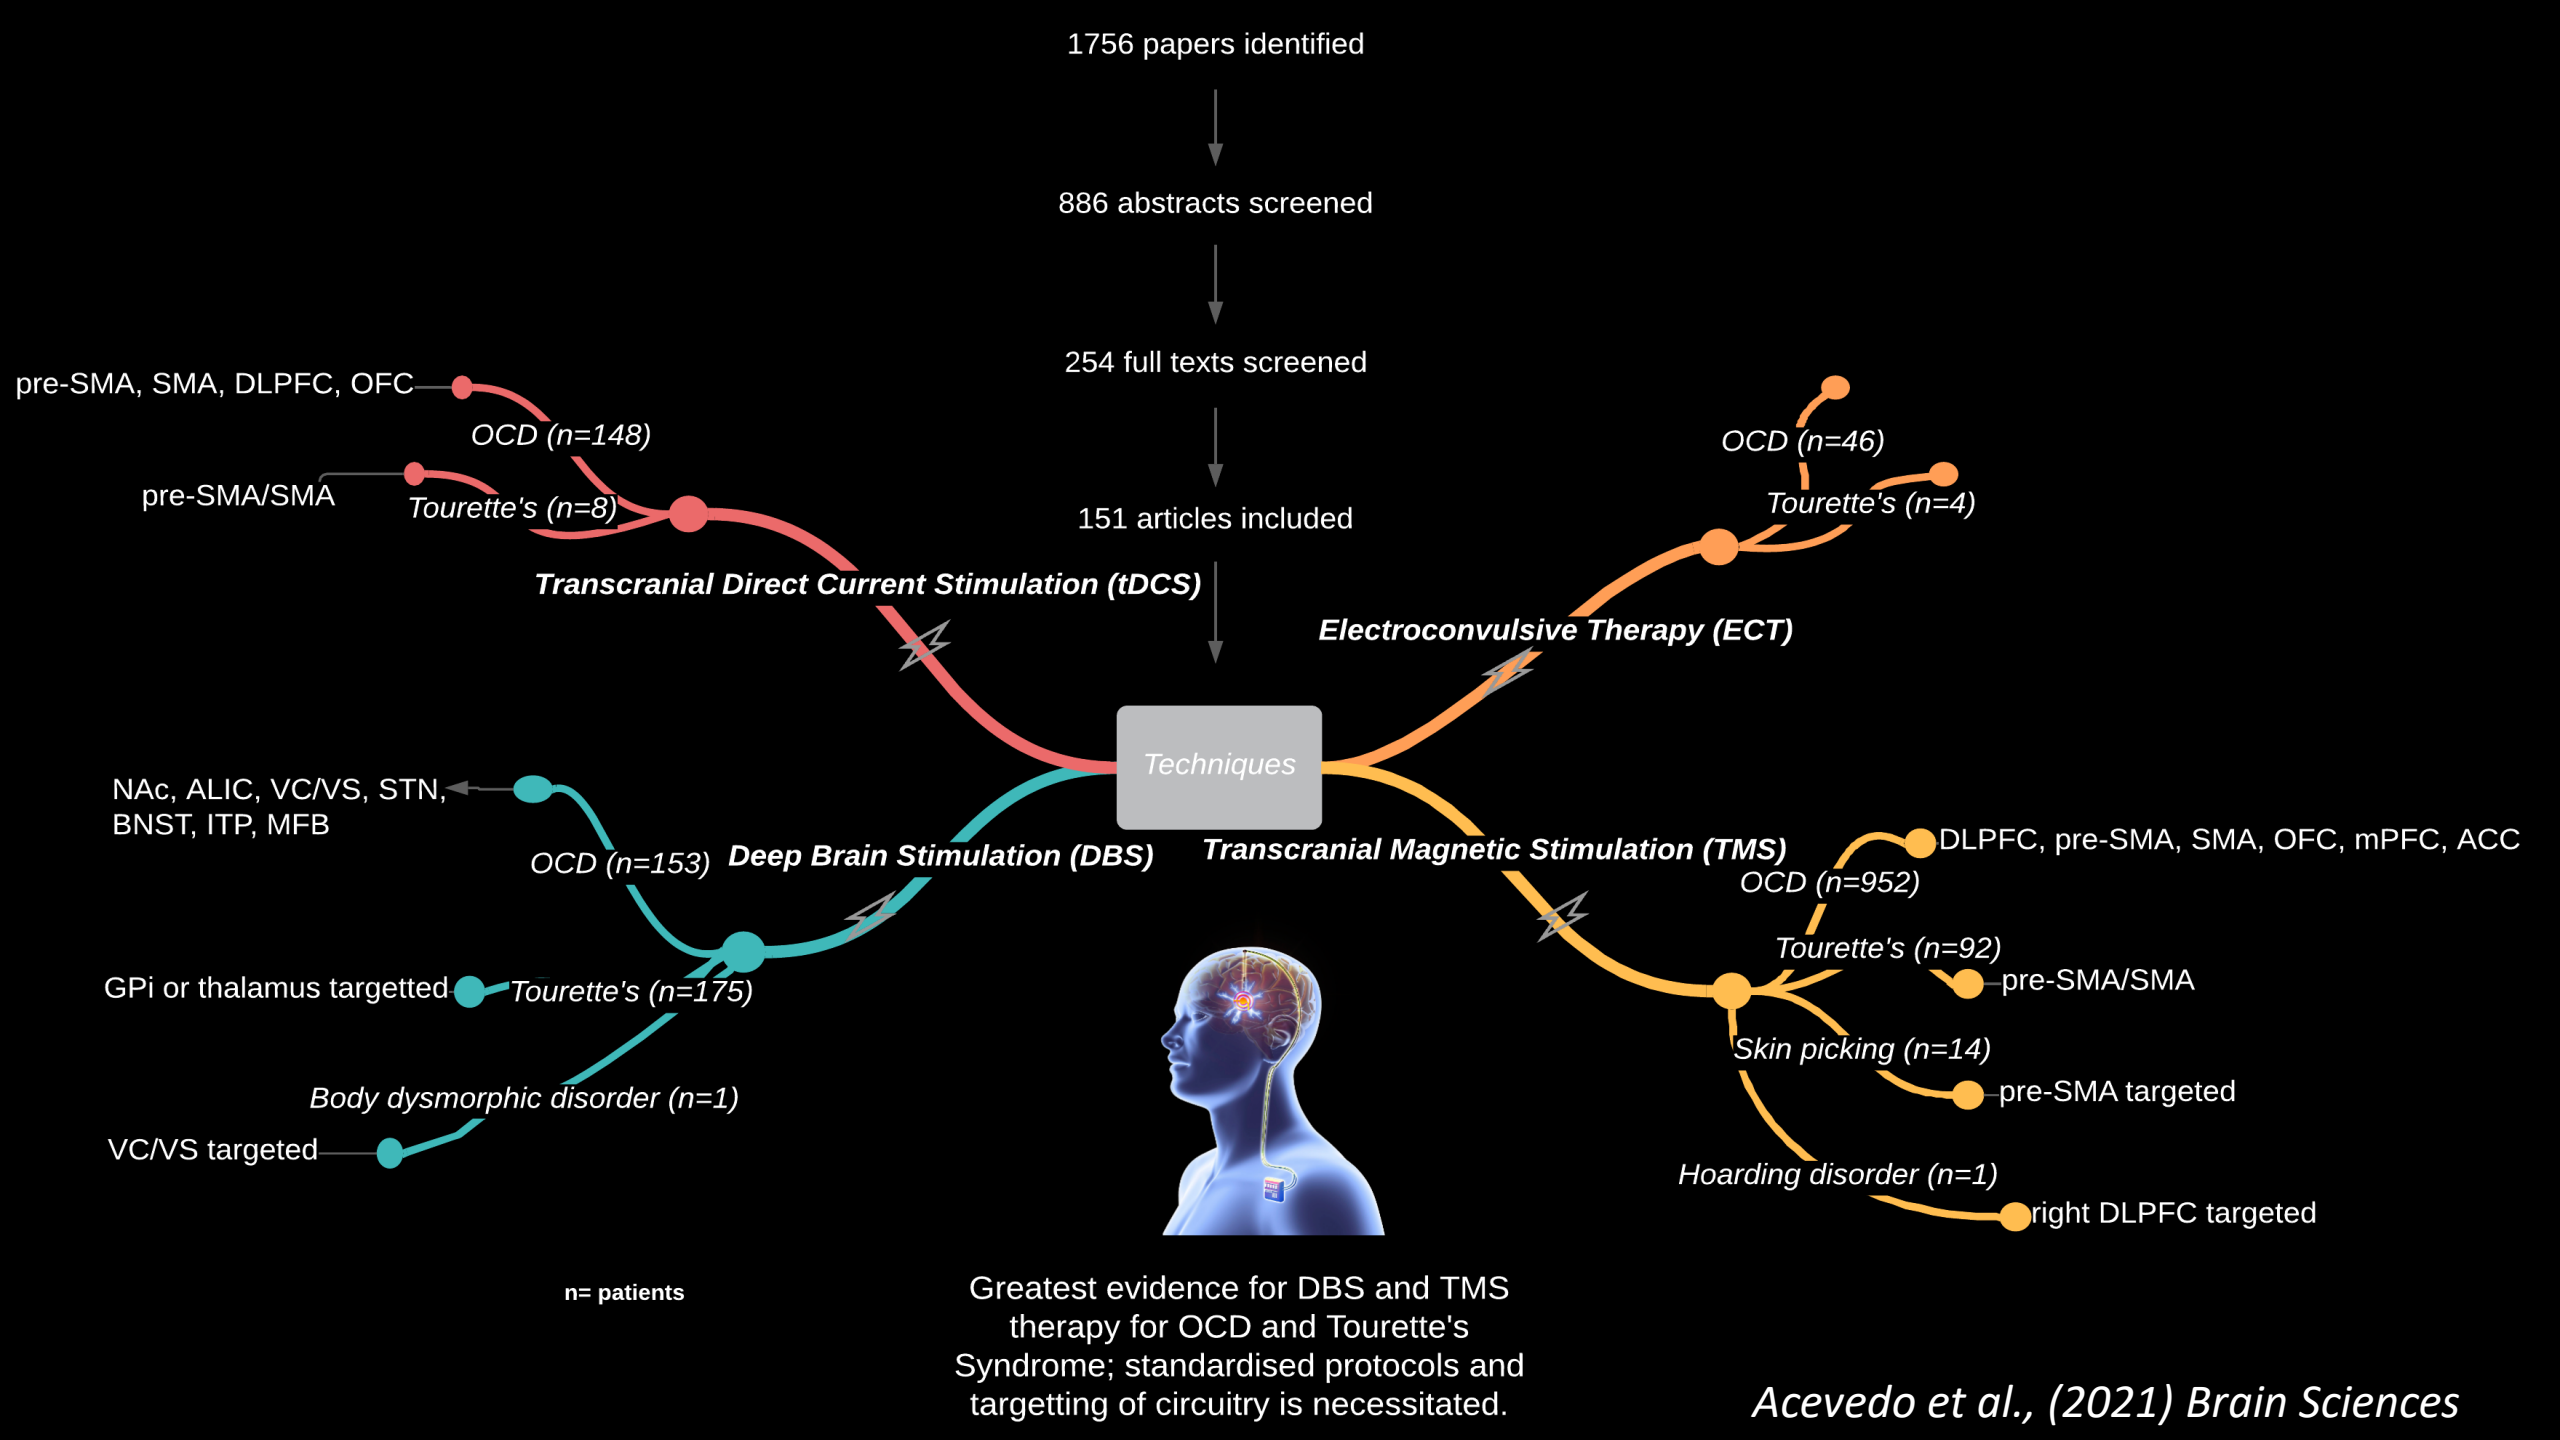 1756 papers identified
886 abstracts screened
254 full texts screened
151 articles included
pre-SMA, SMA, DLPFC, OFC
OCD (n=148)
pre-SMA/SMA
Tourette's (n=8)
Transcranial Direct Current Stimulation (tDCS)
OCD (n=46)
Tourette's (n=4)
Electroconvulsive Therapy (ECT)
Techniques
NAc, ALIC, VC/VS, STN,
BNST, ITP, MFB
OCD (n=153)
Deep Brain Stimulation (DBS)
GPi or thalamus targetted
Tourette's (n=175)
Body dysmorphic disorder (n=1)
VC/VS targeted
Transcranial Magnetic Stimulation (TMS)
DLPFC, pre-SMA, SMA, OFC, mPFC, ACC
OCD (n=952)
Tourette's (n=92)
pre-SMA/SMA
Skin picking (n=14)
pre-SMA targeted
Hoarding disorder (n=1)
right DLPFC targeted
n= patients
Greatest evidence for DBS and TMS
therapy for OCD and Tourette's
Syndrome; standardised protocols and
targetting of circuitry is necessitated.
Acevedo et al., (2021) Brain Sciences